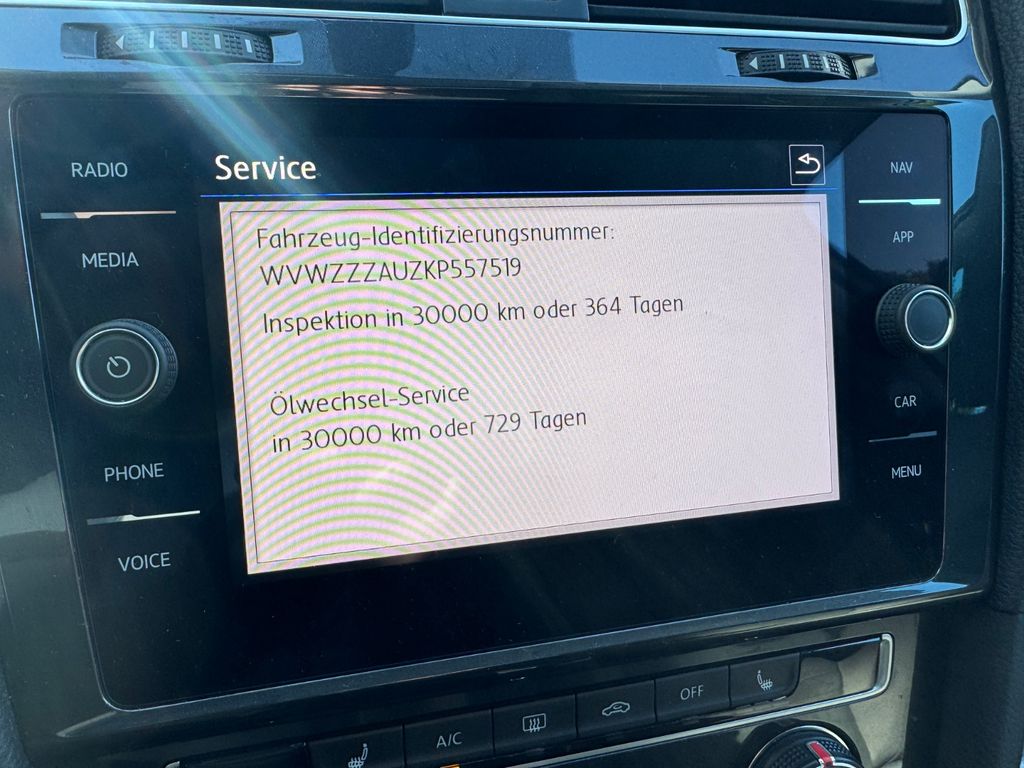 RADIO
MEDIA
PHONE
VOICE
Service
Fahrzeug-Identifizierungsnummer:
WVWZZZAUZKP557519
Inspektion in 30000 km oder 364 Tagen
Ölwechsel-Service
in 30000 km oder 729 Tagen
NAV
APP
CAR
MENU
A/C
OFF